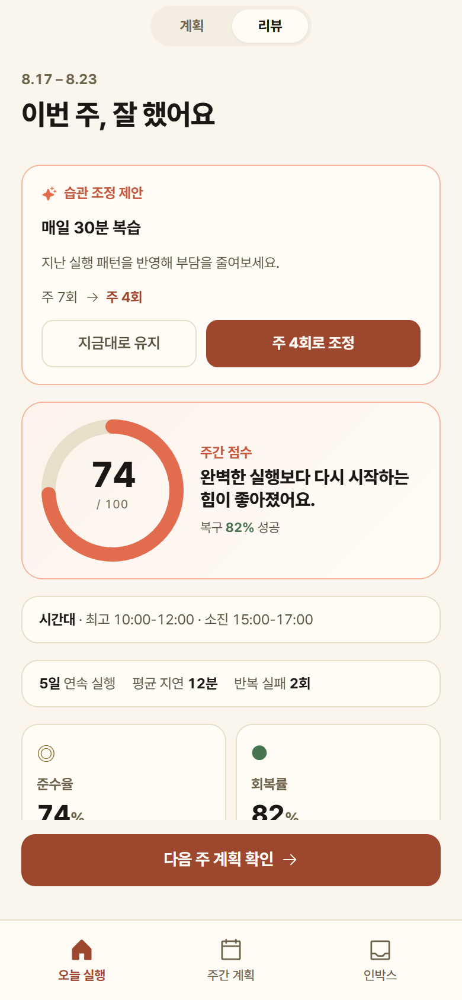 계획
리뷰
8.17 – 8.23
이번 주, 잘 했어요
습관 조정 제안
매일 30분 복습
지난 실행 패턴을 반영해 부담을 줄여보세요.
주 7회 → 주 4회
지금대로 유지
주 4회로 조정
74
/ 100
주간 점수
완벽한 실행보다 다시 시작하는
힘이 좋아졌어요.
복구 82% 성공
시간대 · 최고 10:00-12:00 · 소진 15:00-17:00
5일 연속 실행 평균 지연 12분 반복 실패 2회
준수율
74%
회복률
82%
다음 주 계획 확인 →
오늘 실행
주간 계획
인박스